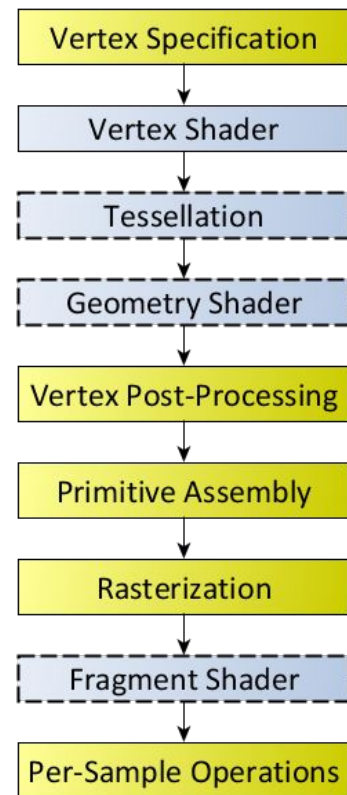 Vertex Specification
Vertex Shader
Tessellation
Geometry Shader
Vertex Post-Processing
Primitive Assembly
Rasterization
Fragment Shader
Per-Sample Operations